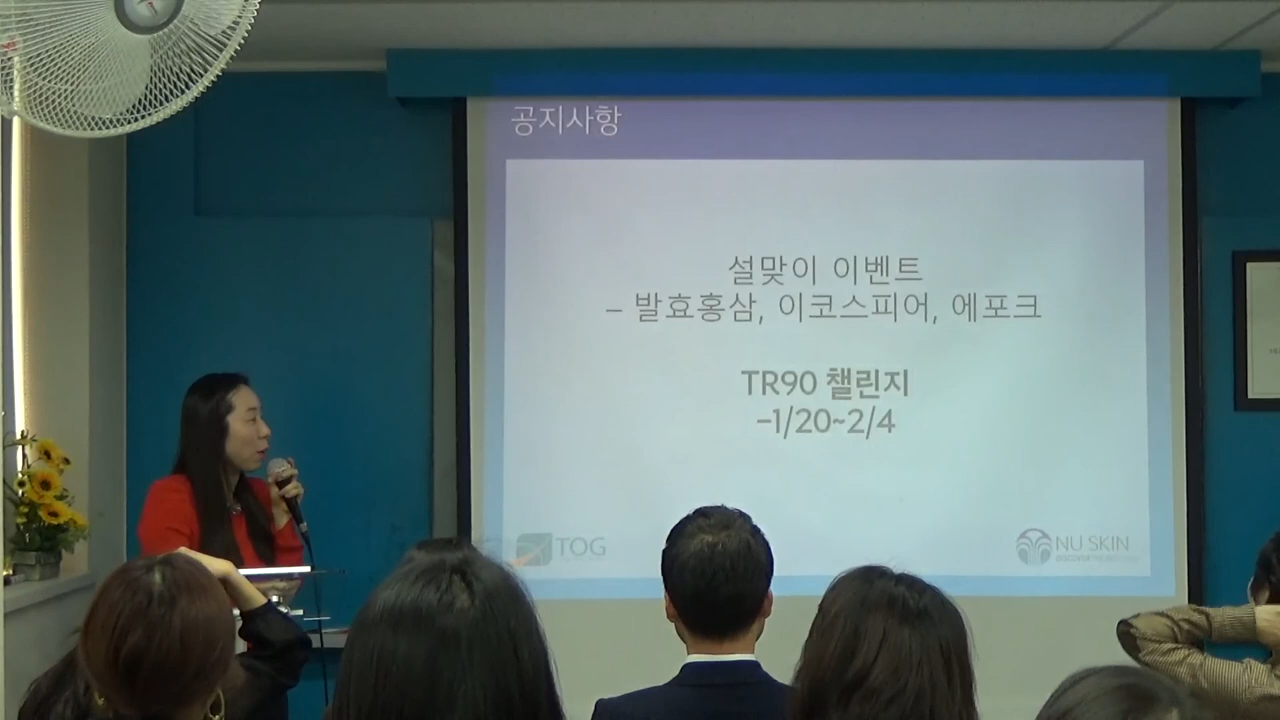 공지사항
설맞이 이벤트
– 발효홍삼, 이코스피어, 에포크
TR90 챌린지
–1/20~2/4
TOG
NU SKIN